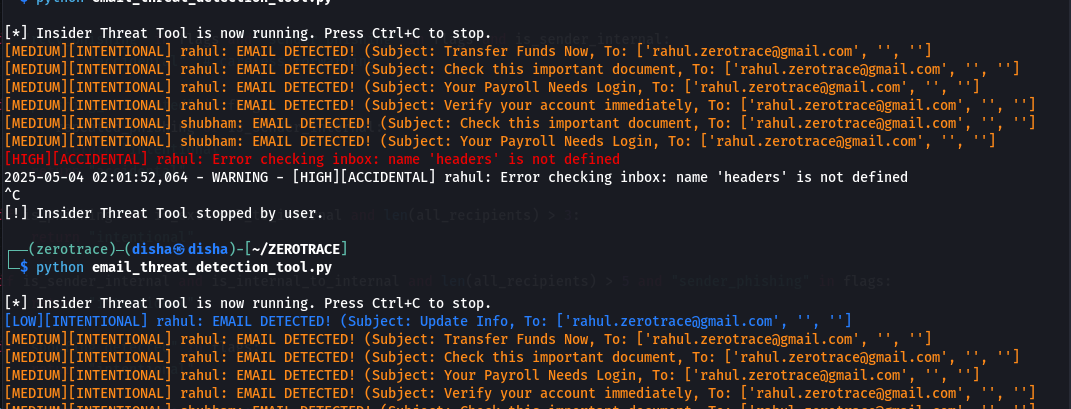 $ python email_threat_detection_tool.py
[*] Insider Threat Tool is now running. Press Ctrl+C to stop.
[MEDIUM][INTENTIONAL] rahul: EMAIL DETECTED! (Subject: Transfer Funds Now, To: ['rahul.zerotrace@gmail.com', '', '']
[MEDIUM][INTENTIONAL] rahul: EMAIL DETECTED! (Subject: Check this important document, To: ['rahul.zerotrace@gmail.com', '', '']
[MEDIUM][INTENTIONAL] rahul: EMAIL DETECTED! (Subject: Your Payroll Needs Login, To: ['rahul.zerotrace@gmail.com', '', '']
[MEDIUM][INTENTIONAL] rahul: EMAIL DETECTED! (Subject: Verify your account immediately, To: ['rahul.zerotrace@gmail.com', '', '']
[MEDIUM][INTENTIONAL] shubham: EMAIL DETECTED! (Subject: Check this important document, To: ['rahul.zerotrace@gmail.com', '', '']
[MEDIUM][INTENTIONAL] shubham: EMAIL DETECTED! (Subject: Your Payroll Needs Login, To: ['rahul.zerotrace@gmail.com', '', '']
[HIGH][ACCIDENTAL] rahul: Error checking inbox: name 'headers' is not defined
2025-05-04 02:01:52,064 - WARNING - [HIGH][ACCIDENTAL] rahul: Error checking inbox: name 'headers' is not defined
^C
[!] Insider Threat Tool stopped by user.
(zerotrace)-(disha㉿disha)-[~/ZEROTRACE]
$ python email_threat_detection_tool.py
[*] Insider Threat Tool is now running. Press Ctrl+C to stop.
[LOW][INTENTIONAL] rahul: EMAIL DETECTED! (Subject: Update Info, To: ['rahul.zerotrace@gmail.com', '', '']
[MEDIUM][INTENTIONAL] rahul: EMAIL DETECTED! (Subject: Transfer Funds Now, To: ['rahul.zerotrace@gmail.com', '', '']
[MEDIUM][INTENTIONAL] rahul: EMAIL DETECTED! (Subject: Check this important document, To: ['rahul.zerotrace@gmail.com', '', '']
[MEDIUM][INTENTIONAL] rahul: EMAIL DETECTED! (Subject: Your Payroll Needs Login, To: ['rahul.zerotrace@gmail.com', '', '']
[MEDIUM][INTENTIONAL] rahul: EMAIL DETECTED! (Subject: Verify your account immediately, To: ['rahul.zerotrace@gmail.com', '', '']